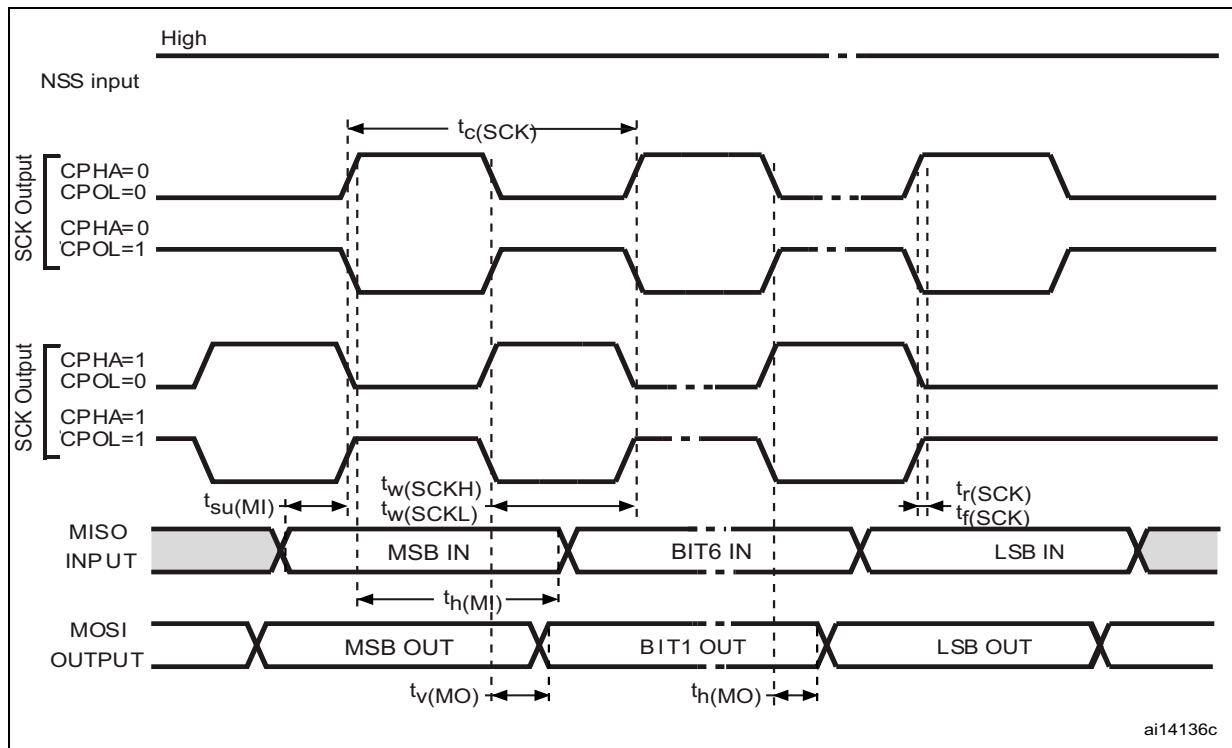 High
NSS input
tc(SCK)
SCK Output
CPHA=0
CPOL=0
CPHA=0
CPOL=1
SCK Output
CPHA=1
CPOL=0
CPHA=1
CPOL=1
tsu(MI)
tw(SCKH)
tw(SCKL)
tr(SCK)
tf(SCK)
MISO
INPUT
MSB IN
BIT6 IN
LSB IN
th(MI)
MOSI
OUTPUT
MSB OUT
BIT1 OUT
LSB OUT
tv(MO)
th(MO)
ai14136c